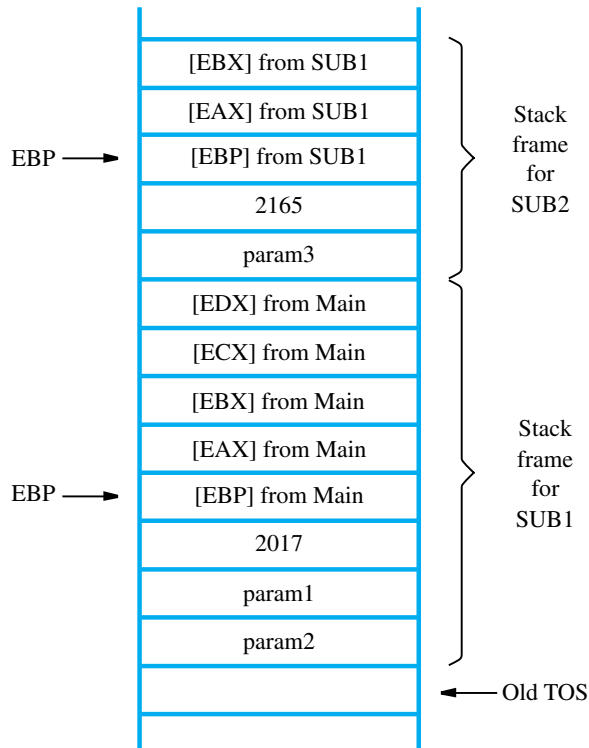 [EBX] from SUB1
[EAX] from SUB1
EBP
[EBP] from SUB1
2165
param3
Stack
frame
for
SUB2
[EDX] from Main
[ECX] from Main
[EBX] from Main
[EAX] from Main
EBP
[EBP] from Main
2017
param1
param2
Stack
frame
for
SUB1
Old TOS